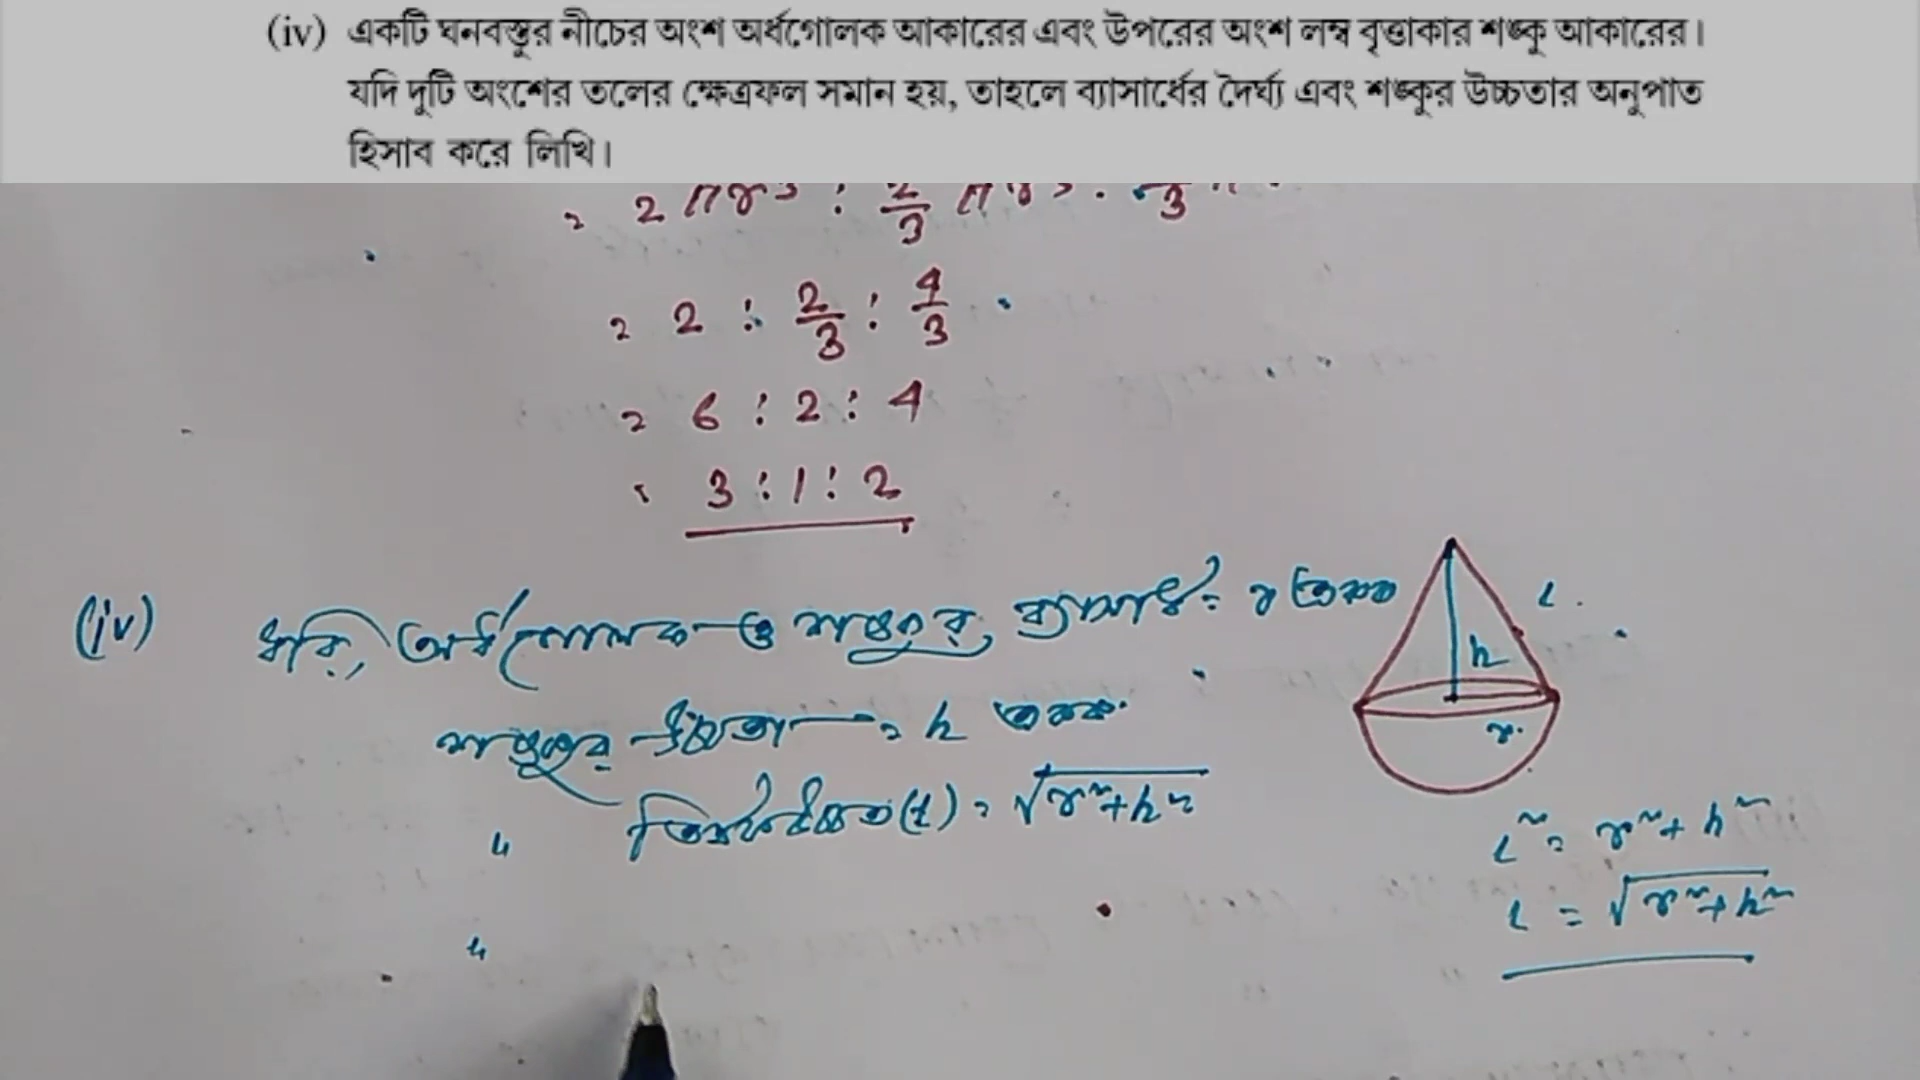 (iv) একটি ঘনবস্তুর নীচের অংশ অর্ধগোলক আকারের এবং উপরের অংশ লম্ব বৃত্তাকার শঙ্কু আকারের।
যদি দুটি অংশের তলের ক্ষেত্রফল সমান হয়, তাহলে ব্যাসার্ধের দৈর্ঘ্য এবং শঙ্কুর উচ্চতার অনুপাত
হিসাব করে লিখি।
= 2 : 2/3 : 4/3
= 6 : 2 : 4
= 3 : 1 : 2
(iv) ধরি, অর্ধগোলক ও শঙ্কুর ব্যাসার্ধ = r একক
শঙ্কুর উচ্চতা = h একক
" তির্যক উচ্চতা (l) = √r²+h²
"
l
h
r
l² = r² + h²
l = √r²+h²